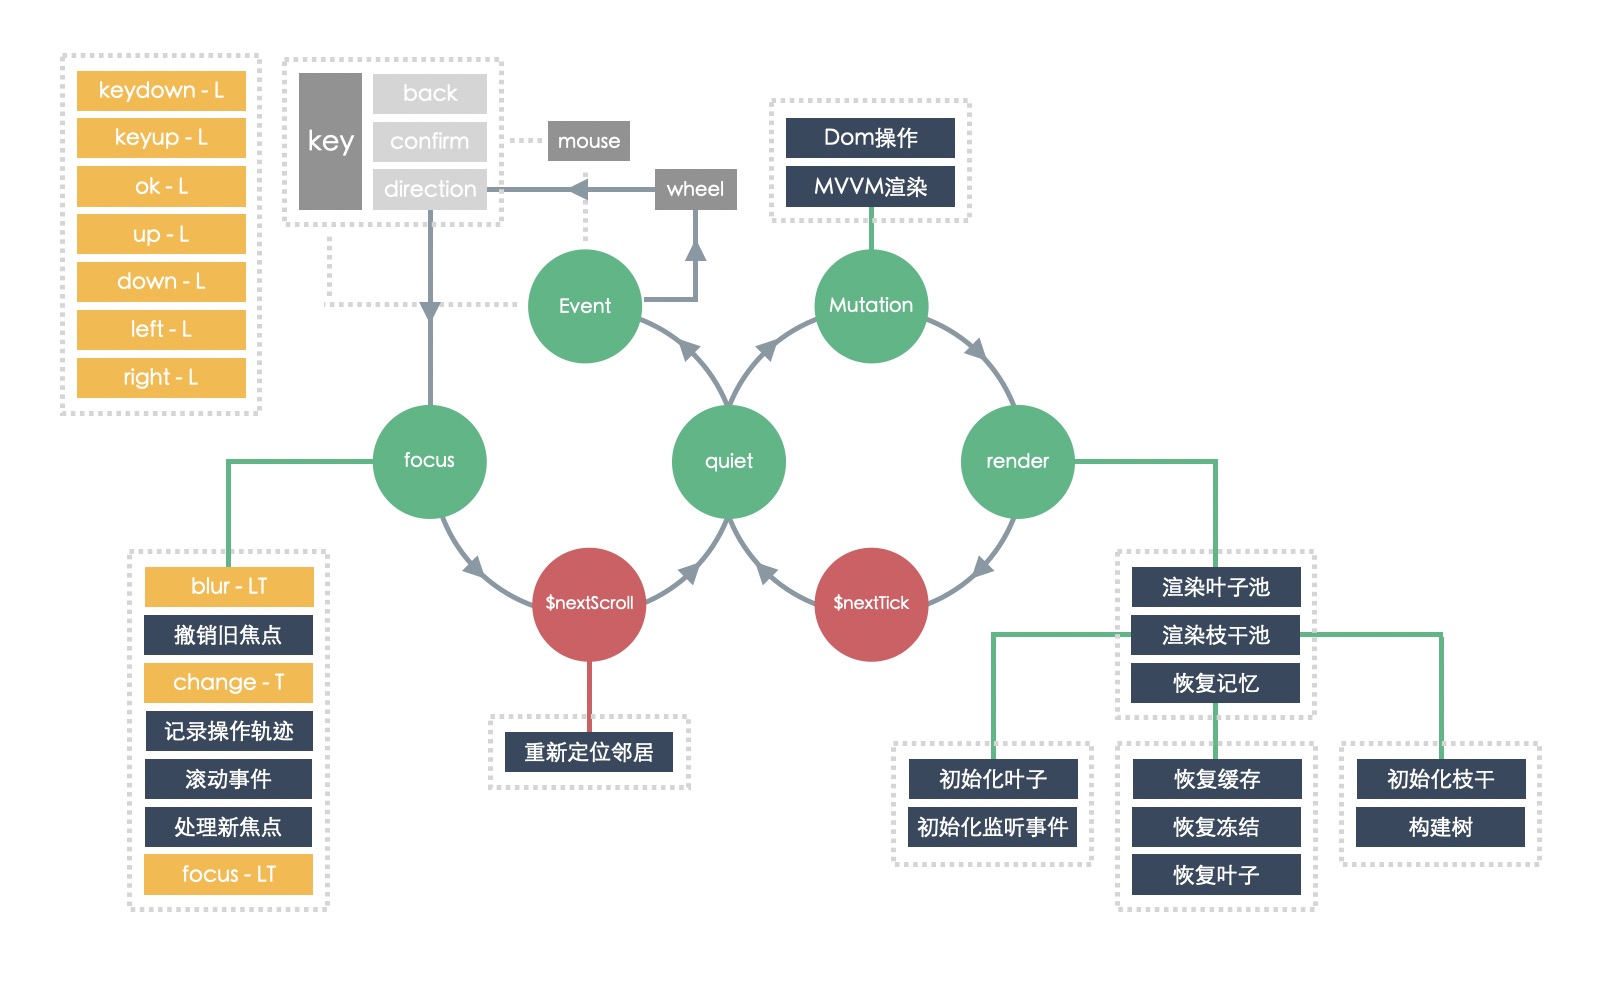 keydown - L
keyup - L
ok - L
up - L
down - L
left - L
right - L
key
back
confirm
direction
mouse
wheel
Dom操作
MVVM渲染
Event
Mutation
focus
quiet
render
$nextScroll
$nextTick
blur - LT
撤销旧焦点
change - T
记录操作轨迹
滚动事件
处理新焦点
focus - LT
重新定位邻居
渲染叶子池
渲染枝干池
恢复记忆
初始化叶子
初始化监听事件
恢复缓存
恢复冻结
恢复叶子
初始化枝干
构建树